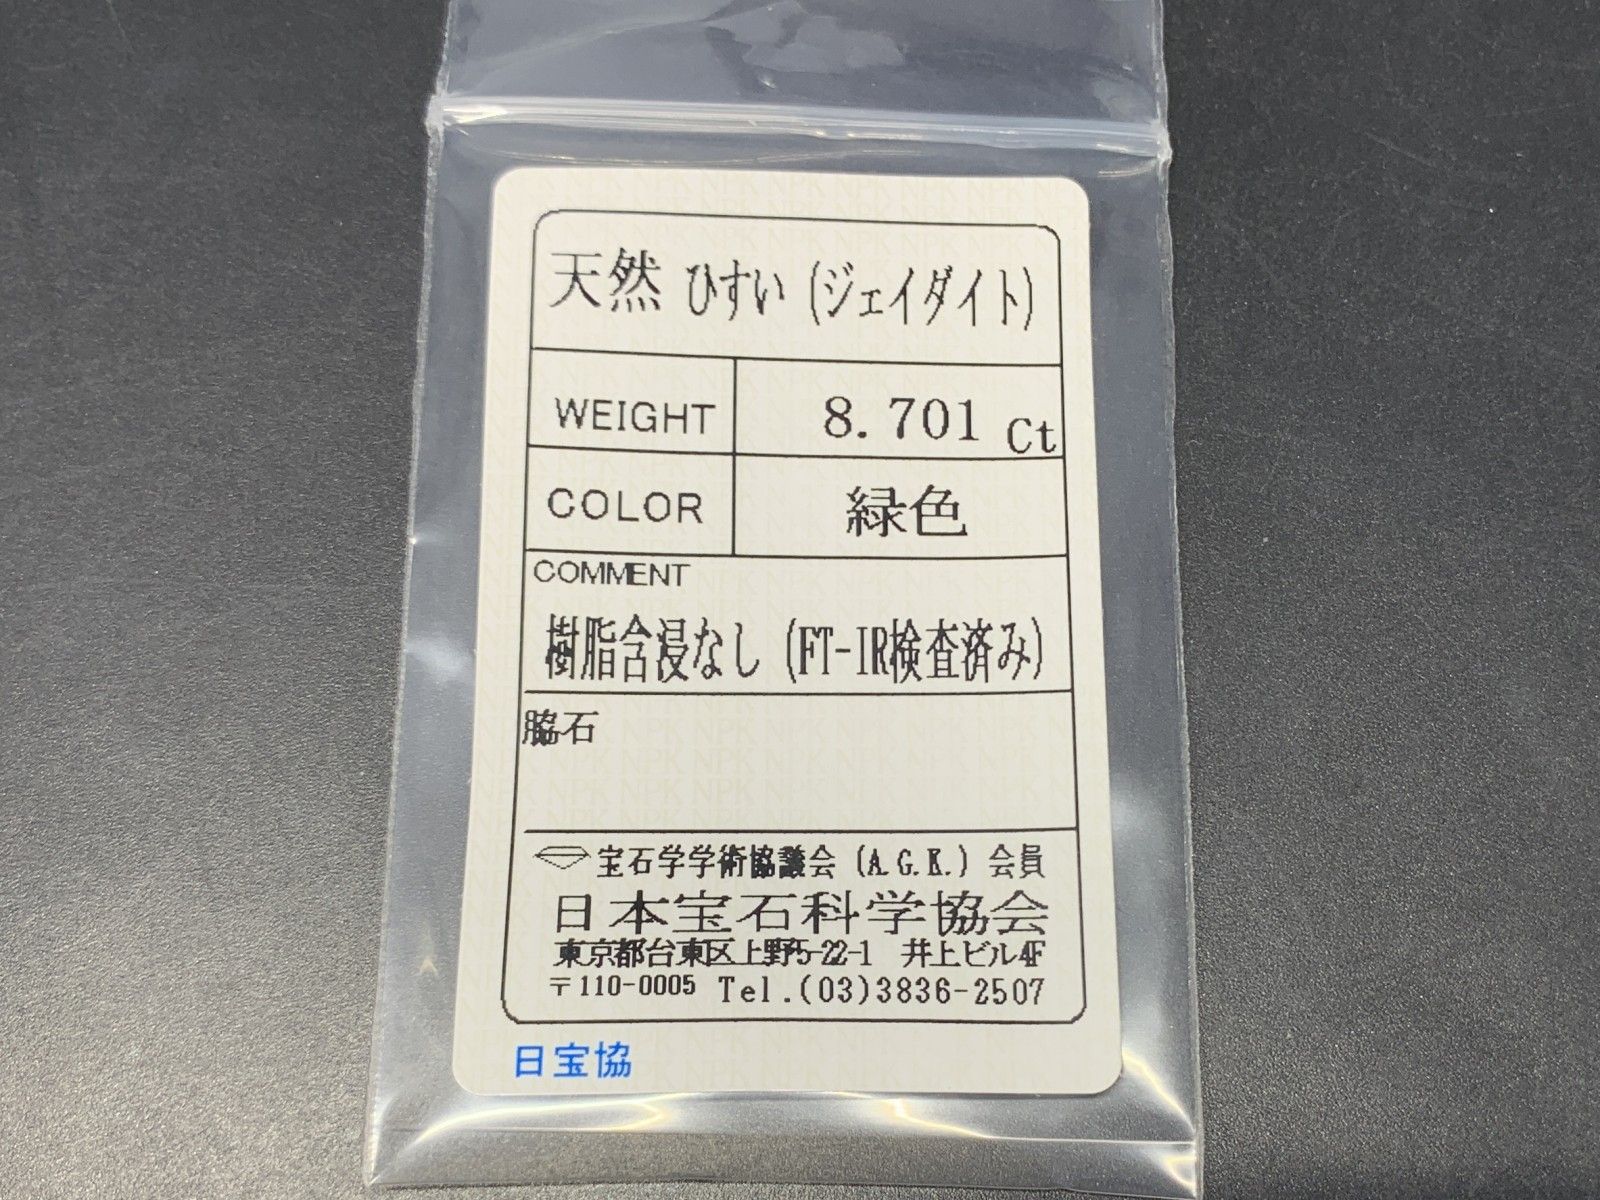 天然 ひすい (ジェイダイト)
WEIGHT 8.701 Ct
COLOR 緑色
COMMENT
樹脂含浸なし (FT-IR検査済み)
脇石
宝石学学術協議会 (A.G.K.) 会員
日本宝石科学協会
東京都台東区上野5-22-1 井上ビル4F
〒110-0005 Tel.(03)3836-2507
日宝協